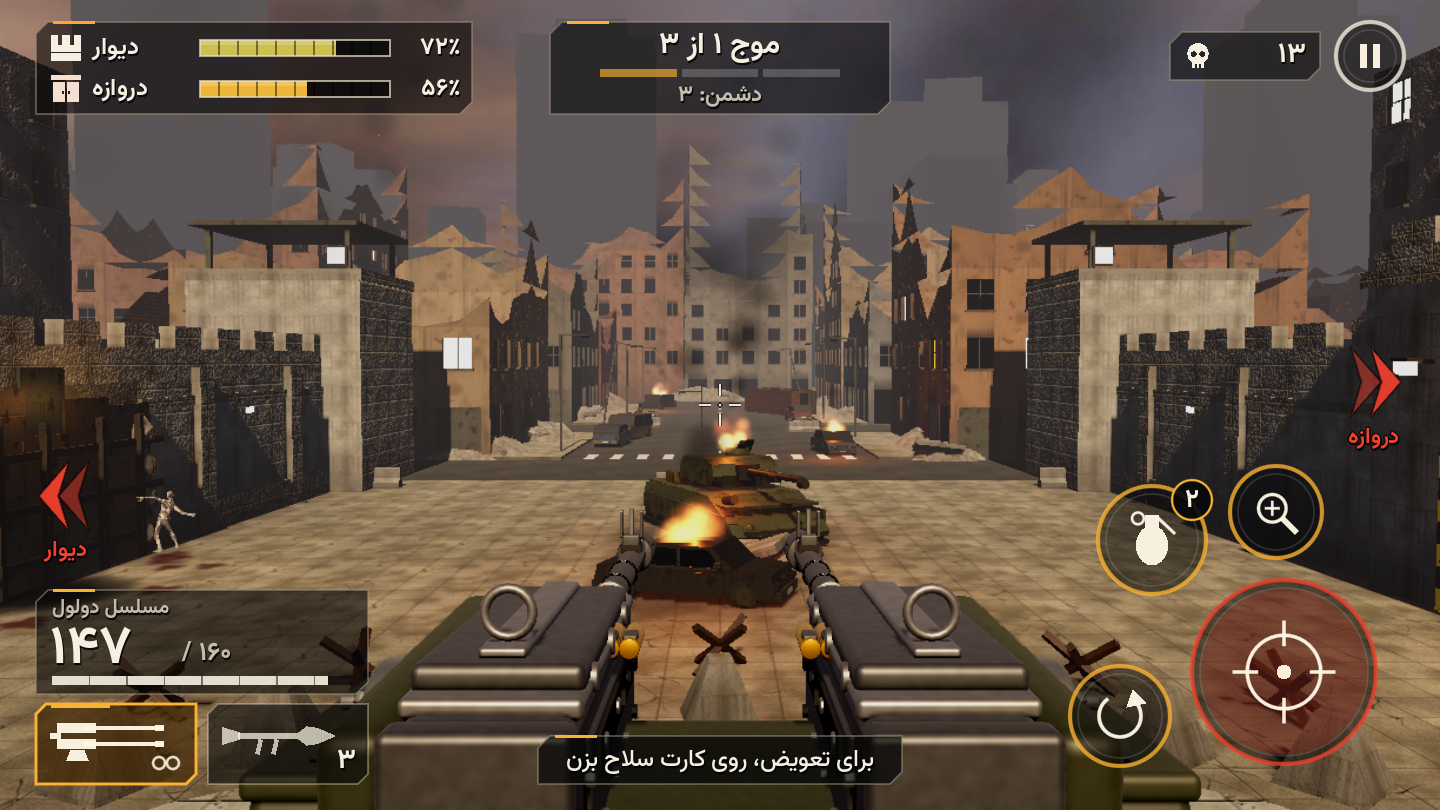 دیوار ۷۲٪
دروازه ۵۶٪
موج ۱ از ۳
دشمن: ۳
۱۳
دروازه
دیوار
۲
مسلسل دولول
۱۴۷ / ۱۶۰
∞
۳
برای تعویض، روی کارت سلاح بزن